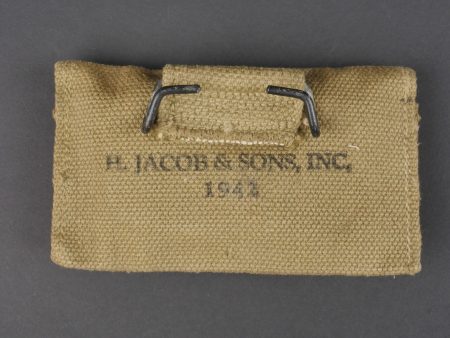 H. JACOB & SONS, INC.
1942